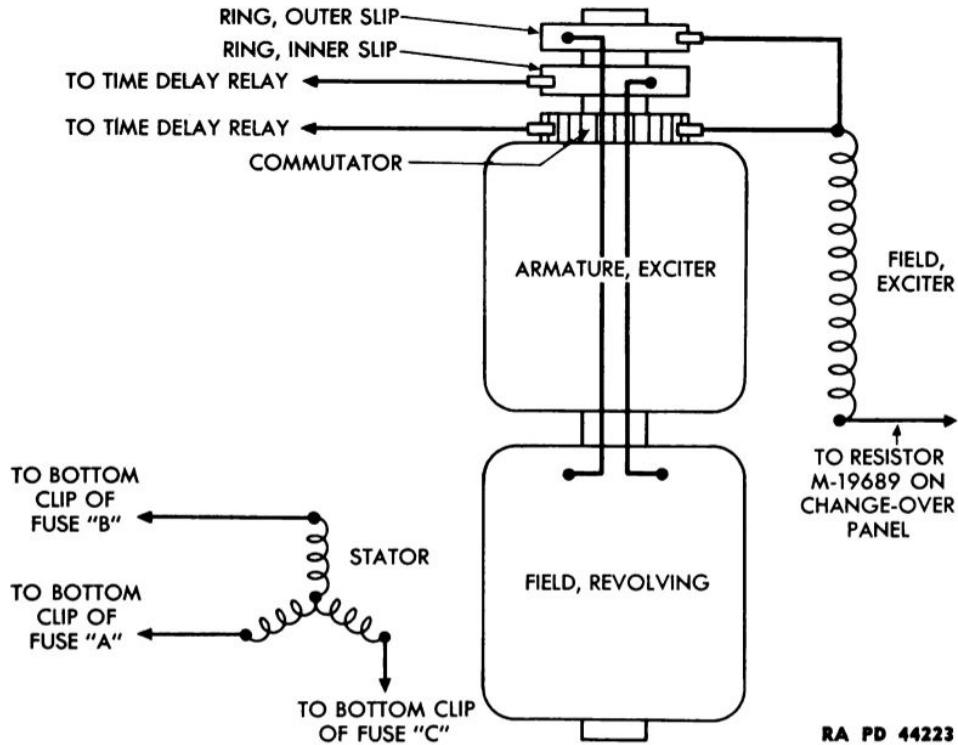 RING, OUTER SLIP
RING, INNER SLIP
TO TIME DELAY RELAY
TO TIME DELAY RELAY
COMMUTATOR
ARMATURE, EXCITER
FIELD,
EXCITER
TO RESISTOR
M-19689 ON
CHANGE-OVER
PANEL
TO BOTTOM
CLIP OF
FUSE "B"
STATOR
TO BOTTOM
CLIP OF
FUSE "A"
FIELD, REVOLVING
TO BOTTOM CLIP
OF FUSE "C"
RA PD 44223